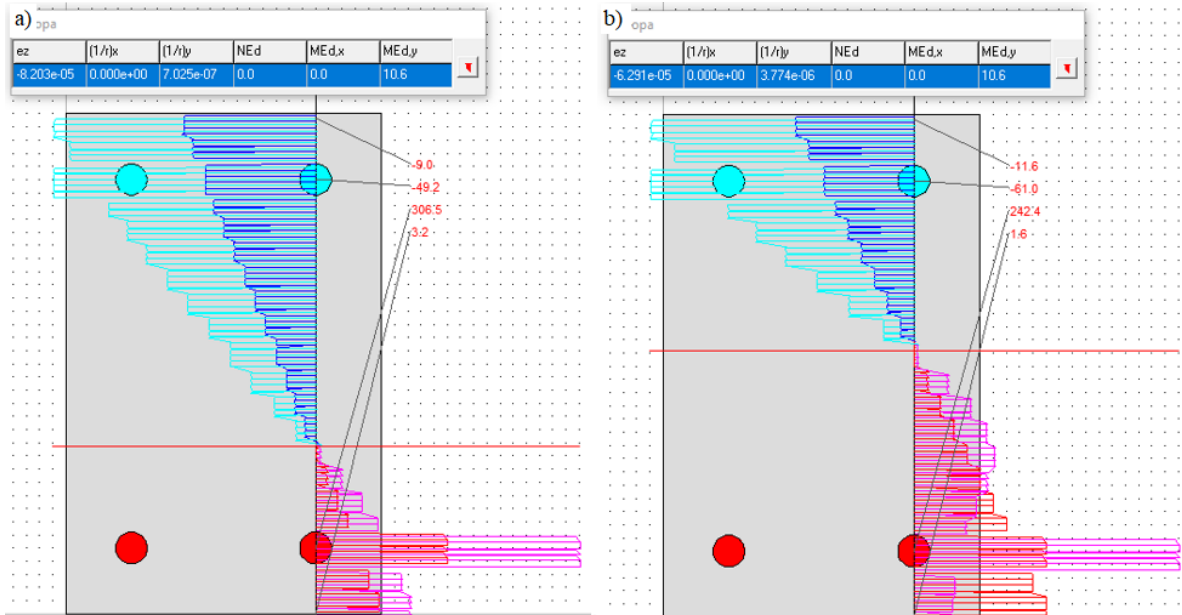 a)
opa
ez (1/r)x (1/r)y NEd MEd,x MEd,y
-8.203e-05 0.000e+00 7.025e-07 0.0 0.0 10.6
-9.0
-49.2
306.5
3.2
b)
opa
ez (1/r)x (1/r)y NEd MEd,x MEd,y
-6.291e-05 0.000e+00 3.774e-06 0.0 0.0 10.6
-11.6
-61.0
242.4
1.6